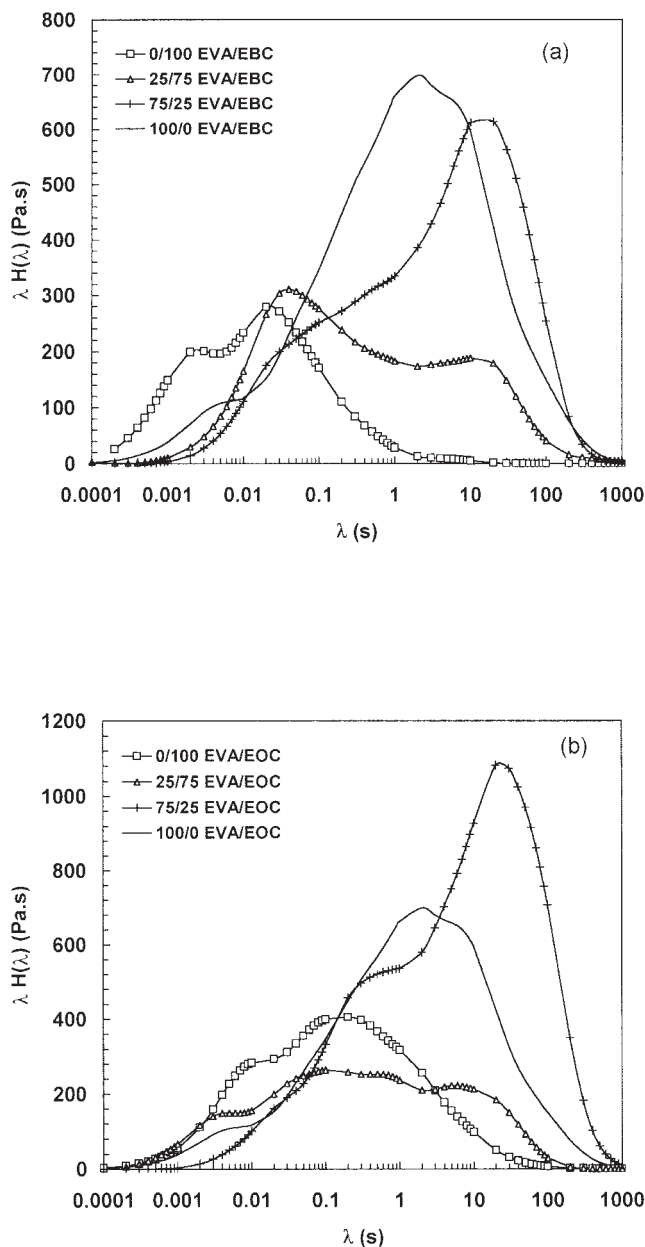 (a)
0/100 EVA/EBC
25/75 EVA/EBC
75/25 EVA/EBC
100/0 EVA/EBC
800
700
600
500
400
300
200
100
0
λ H(λ) (Pa.s)
0.0001 0.001 0.01 0.1 1 10 100 1000
λ (s)
(b)
0/100 EVA/EOC
25/75 EVA/EOC
75/25 EVA/EOC
100/0 EVA/EOC
1200
1000
800
600
400
200
0
λ H(λ) (Pa.s)
0.0001 0.001 0.01 0.1 1 10 100 1000
λ (s)